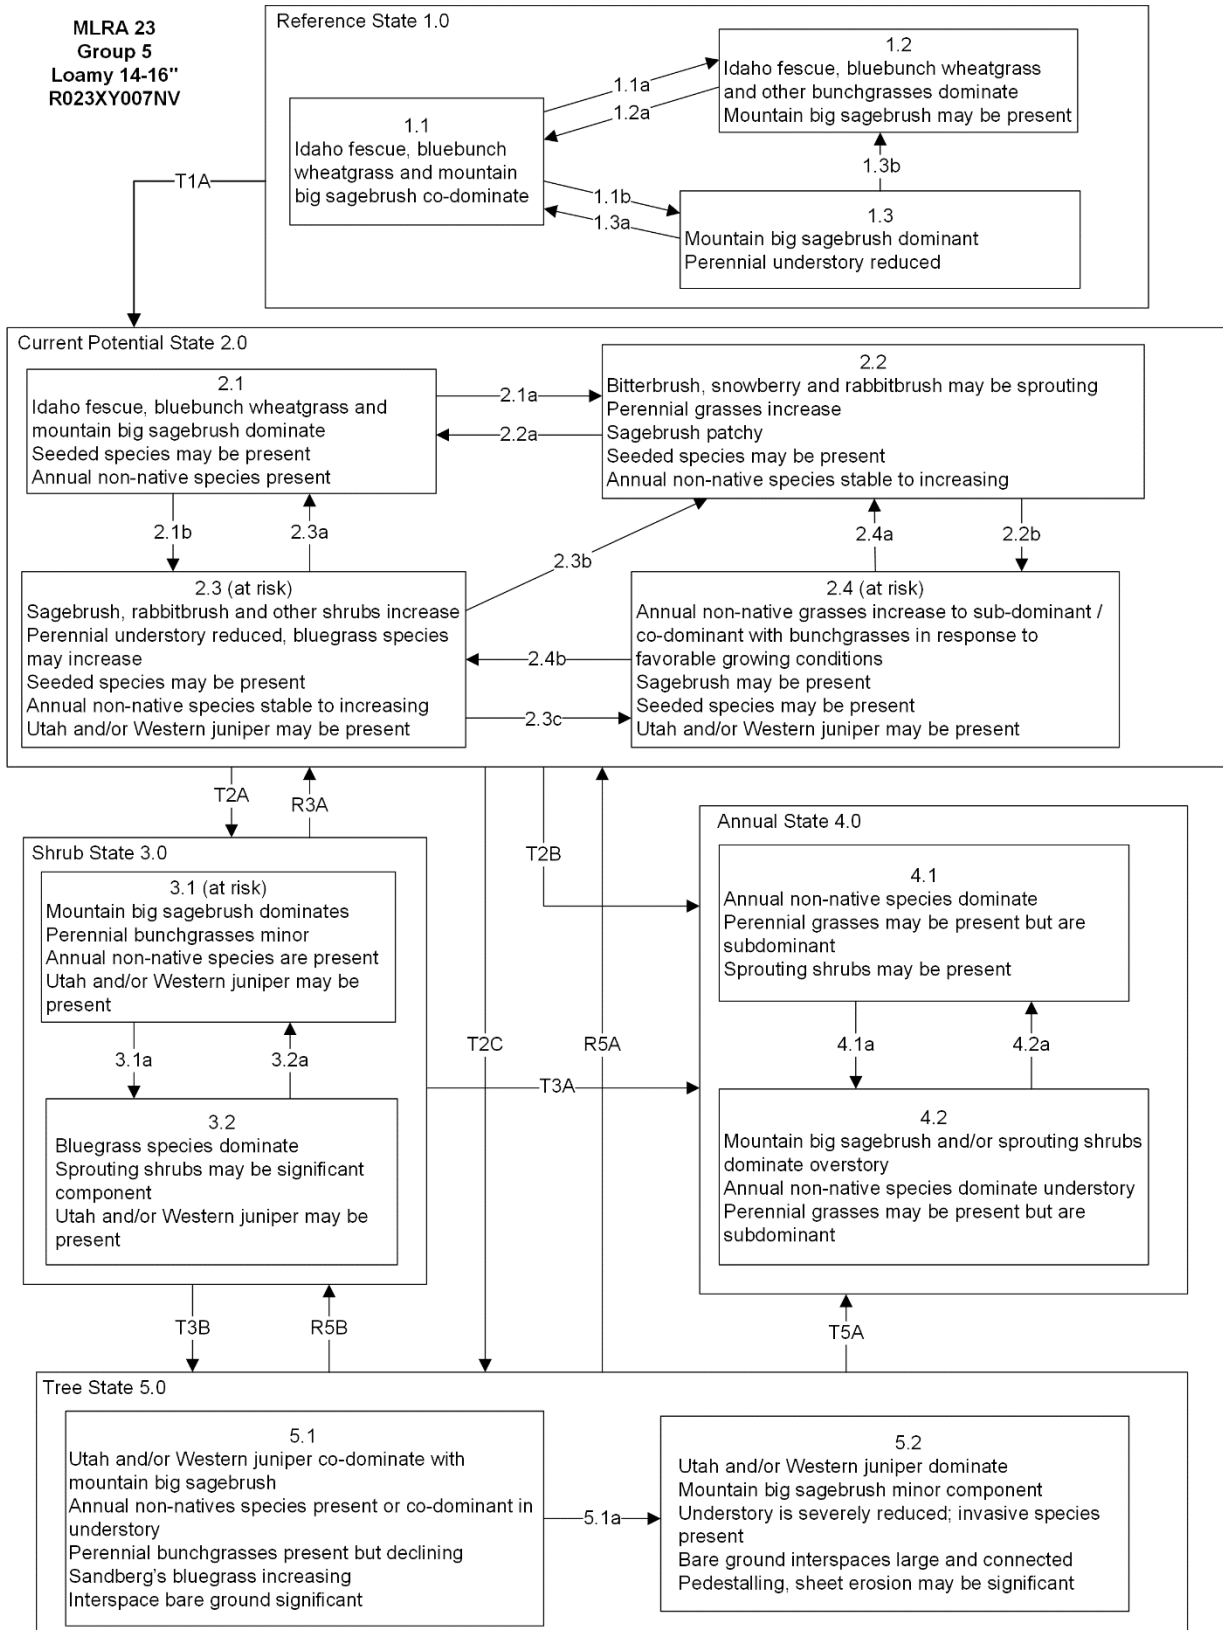 MLRA 23
Group 5
Loamy 14-16"
R023XY007NV
Reference State 1.0
1.1
Idaho fescue, bluebunch
wheatgrass and mountain
big sagebrush co-dominate
1.1a
1.2a
1.2
Idaho fescue, bluebunch wheatgrass
and other bunchgrasses dominate
Mountain big sagebrush may be present
1.3b
1.1b
1.3a
1.3
Mountain big sagebrush dominant
Perennial understory reduced
T1A
Current Potential State 2.0
2.1
Idaho fescue, bluebunch wheatgrass and
mountain big sagebrush dominate
Seeded species may be present
Annual non-native species present
2.1a
2.2a
2.2
Bitterbrush, snowberry and rabbitbrush may be sprouting
Perennial grasses increase
Sagebrush patchy
Seeded species may be present
Annual non-native species stable to increasing
2.1b
2.3a
2.3b
2.4a
2.2b
2.3 (at risk)
Sagebrush, rabbitbrush and other shrubs increase
Perennial understory reduced, bluegrass species
may increase
Seeded species may be present
Annual non-native species stable to increasing
Utah and/or Western juniper may be present
2.4b
2.3c
2.4 (at risk)
Annual non-native grasses increase to sub-dominant /
co-dominant with bunchgrasses in response to
favorable growing conditions
Sagebrush may be present
Seeded species may be present
Utah and/or Western juniper may be present
T2A
R3A
T2B
T2C
R5A
Shrub State 3.0
3.1 (at risk)
Mountain big sagebrush dominates
Perennial bunchgrasses minor
Annual non-native species are present
Utah and/or Western juniper may be
present
3.1a
3.2a
3.2
Bluegrass species dominate
Sprouting shrubs may be significant
component
Utah and/or Western juniper may be
present
T3A
Annual State 4.0
4.1
Annual non-native species dominate
Perennial grasses may be present but are
subdominant
Sprouting shrubs may be present
4.1a
4.2a
4.2
Mountain big sagebrush and/or sprouting shrubs
dominate overstory
Annual non-native species dominate understory
Perennial grasses may be present but are
subdominant
T3B
R5B
T5A
Tree State 5.0
5.1
Utah and/or Western juniper co-dominate with
mountain big sagebrush
Annual non-natives species present or co-dominant in
understory
Perennial bunchgrasses present but declining
Sandberg's bluegrass increasing
Interspace bare ground significant
5.1a
5.2
Utah and/or Western juniper dominate
Mountain big sagebrush minor component
Understory is severely reduced; invasive species
present
Bare ground interspaces large and connected
Pedestalling, sheet erosion may be significant